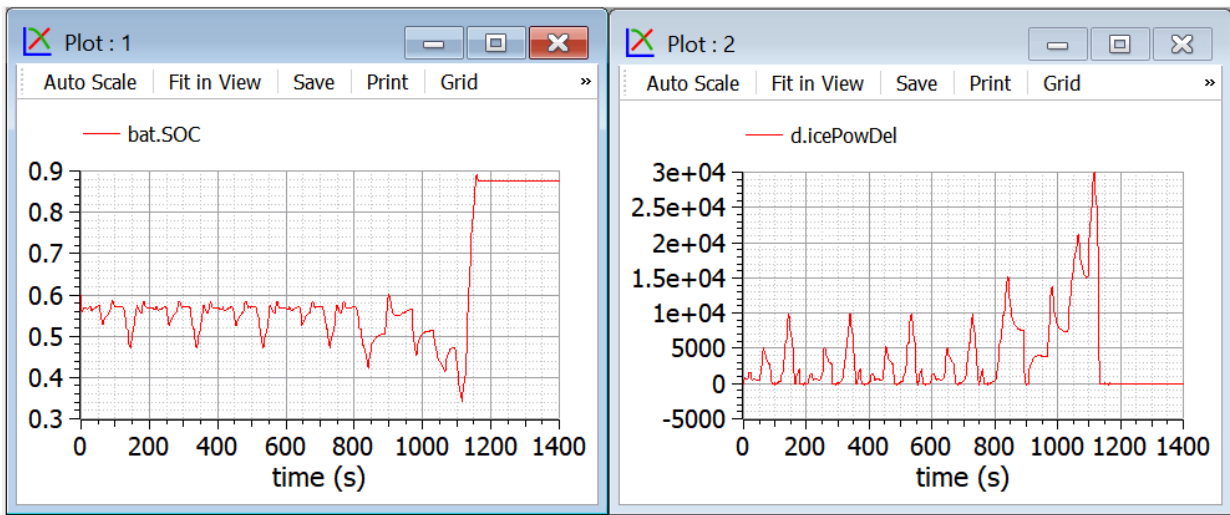 Plot : 1
Auto Scale Fit in View Save Print Grid »
bat.SOC
0.9
0.8
0.7
0.6
0.5
0.4
0.3
0 200 400 600 800 1000 1200 1400
time (s)
Plot : 2
Auto Scale Fit in View Save Print Grid »
d.icePowDel
3e+04
2.5e+04
2e+04
1.5e+04
1e+04
5000
0
-5000
0 200 400 600 800 1000 1200 1400
time (s)